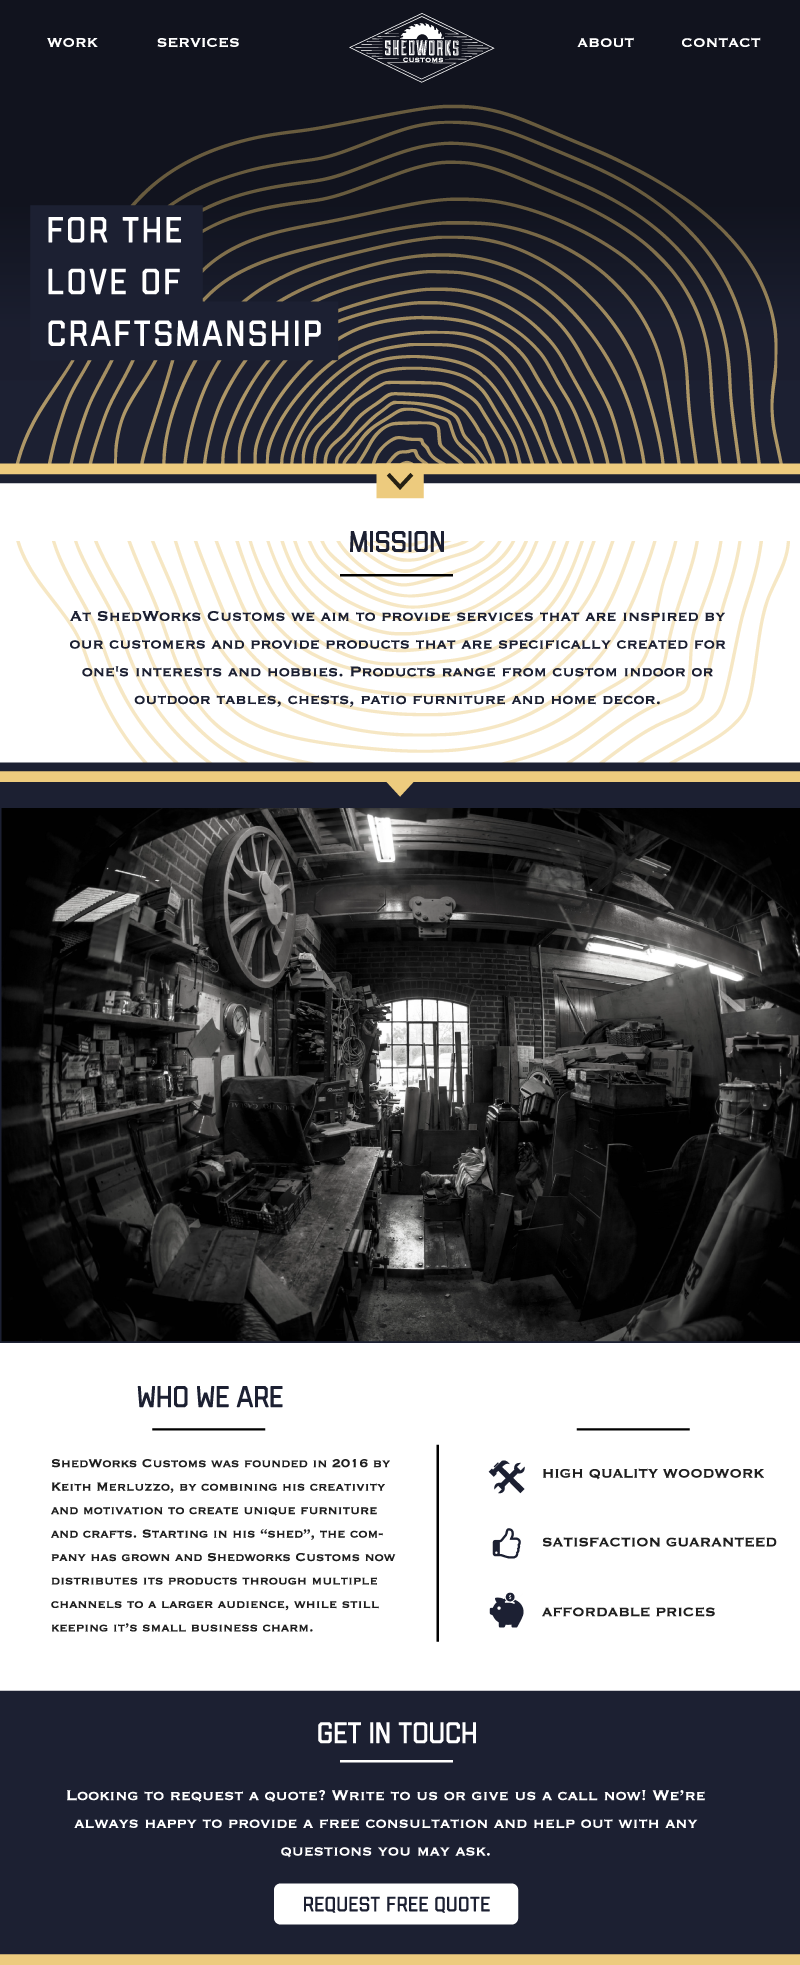 WORK
SERVICES
SHEDWORKS
CUSTOMS
ABOUT
CONTACT
FOR THE
LOVE OF
CRAFTSMANSHIP
MISSION
At ShedWorks Customs we aim to provide services that are inspired by
our customers and provide products that are specifically created for
one's interests and hobbies. Products range from custom indoor or
outdoor tables, chests, patio furniture and home decor.
WHO WE ARE
ShedWorks Customs was founded in 2016 by
Keith Merluzzo, by combining his creativity
and motivation to create unique furniture
and crafts. Starting in his “shed”, the com-
pany has grown and Shedworks Customs now
distributes its products through multiple
channels to a larger audience, while still
keeping it’s small business charm.
HIGH QUALITY WOODWORK
SATISFACTION GUARANTEED
AFFORDABLE PRICES
GET IN TOUCH
Looking to request a quote? Write to us or give us a call now! We’re
always happy to provide a free consultation and help out with any
questions you may ask.
REQUEST FREE QUOTE